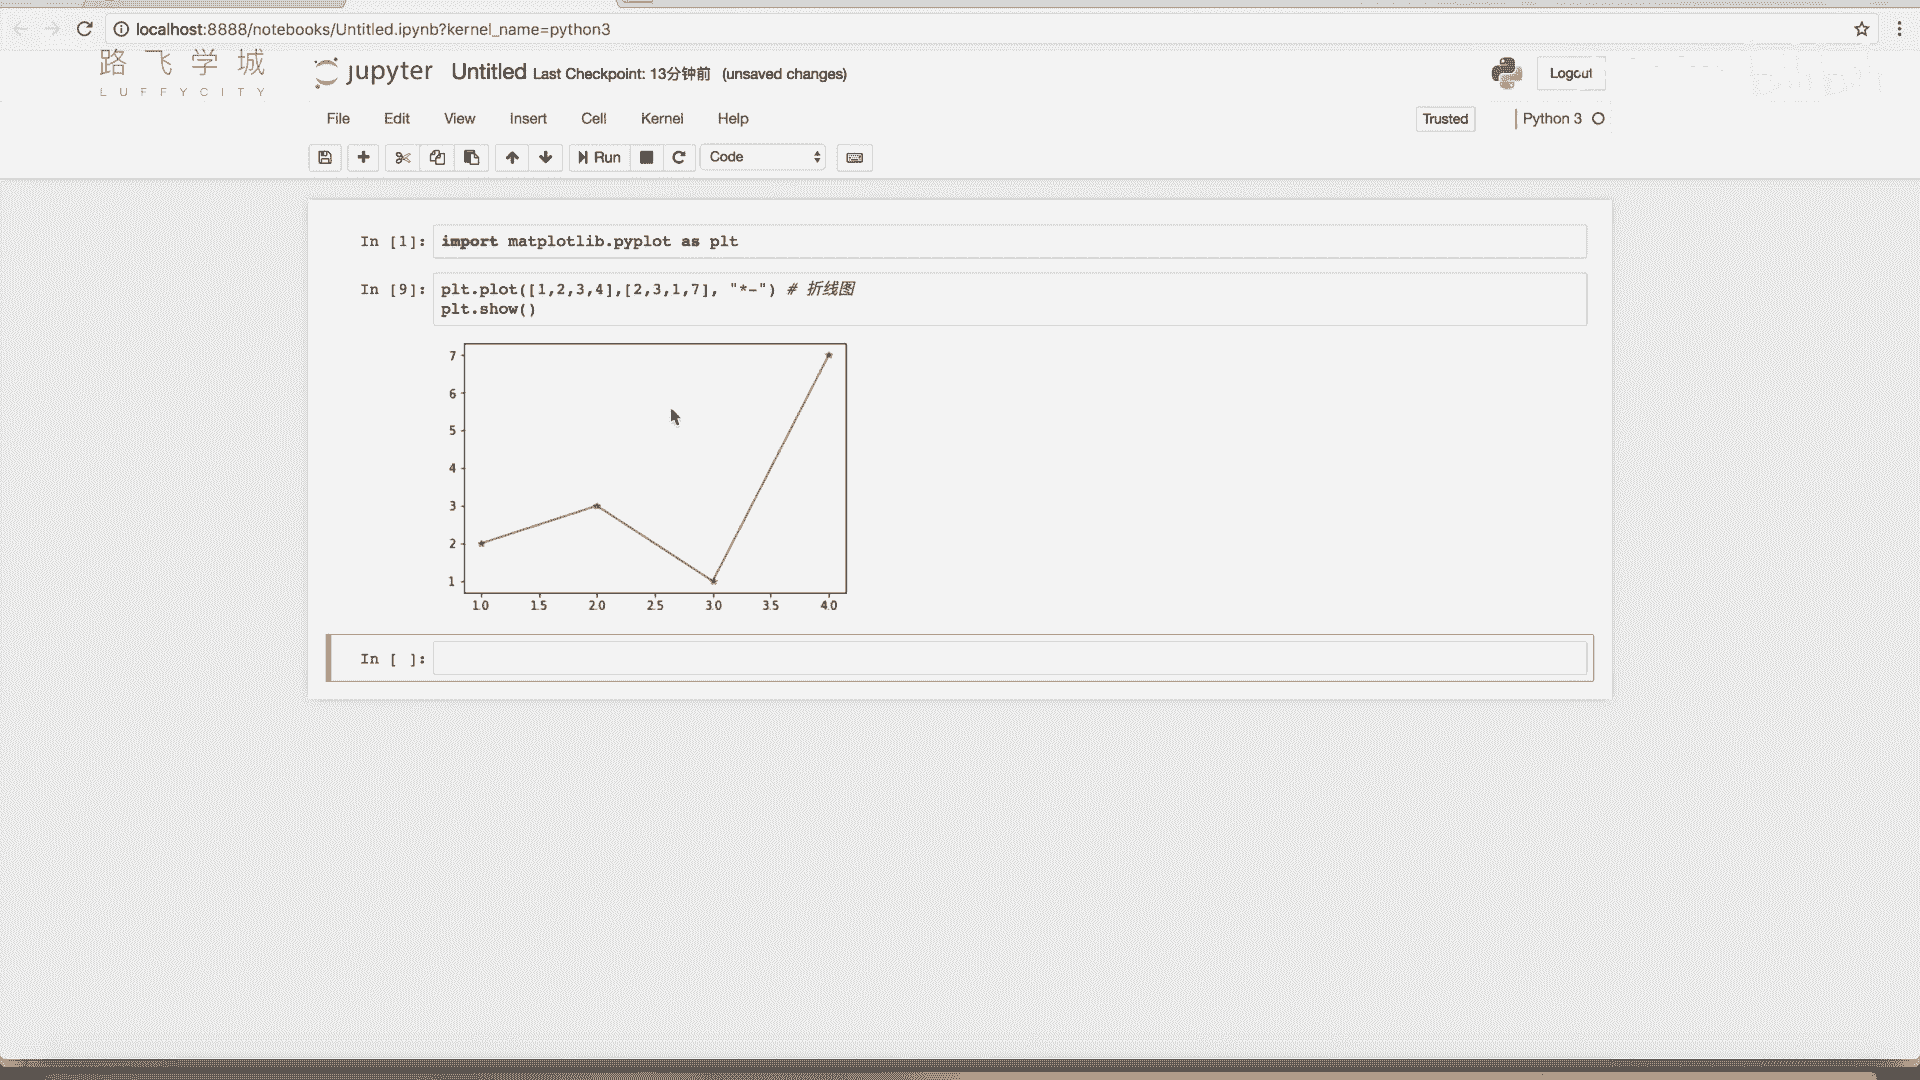 localhost:8888/notebooks/Untitled.ipynb?kernel_name=python3
路飞学城
LUFFYCITY
jupyter Untitled Last Checkpoint: 13分钟前 (unsaved changes)
Logout
File Edit View Insert Cell Kernel Help
Trusted
Python 3
Run
Code
In [1]: import matplotlib.pyplot as plt
In [9]: plt.plot([1,2,3,4],[2,3,1,7], "*-") # 折线图
plt.show()
7
6
5
4
3
2
1
1.0 1.5 2.0 2.5 3.0 3.5 4.0
In [ ]: